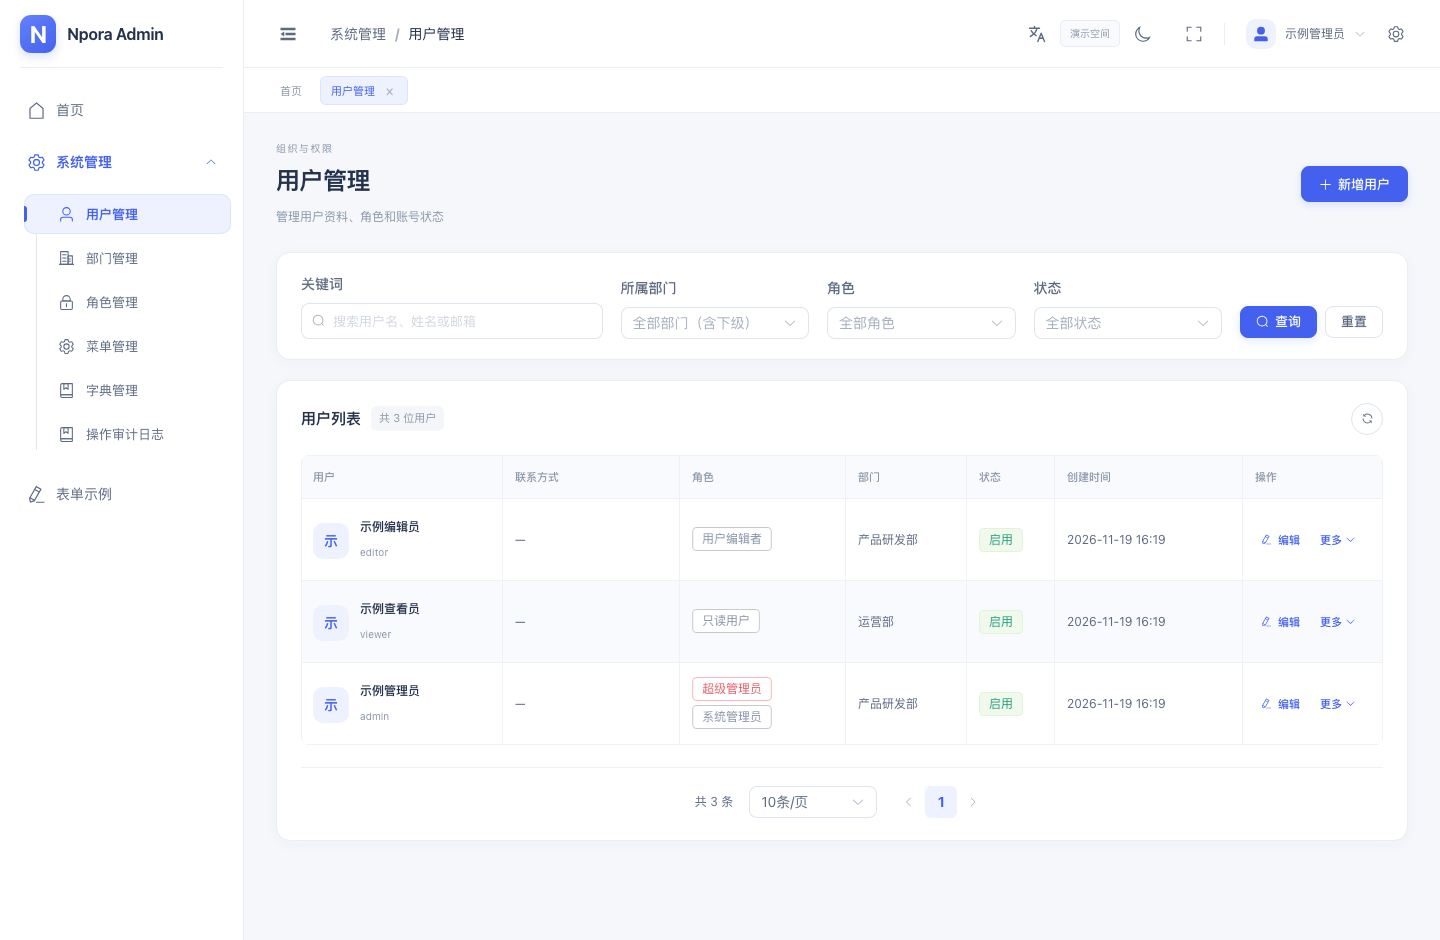 N Npora Admin
系统管理 / 用户管理
演示空间
示例管理员
首页
用户管理 ×
首页
系统管理
用户管理
部门管理
角色管理
菜单管理
字典管理
操作审计日志
表单示例
组织与权限
用户管理
管理用户资料、角色和账号状态
新增用户
关键词 所属部门 角色 状态
搜索用户名、姓名或邮箱 全部部门（含下级） 全部角色 全部状态 查询 重置
用户列表 共 3 位用户
用户 联系方式 角色 部门 状态 创建时间 操作
示 示例编辑员 editor — 用户编辑者 产品研发部 启用 2026-11-19 16:19 编辑 更多
示 示例查看员 viewer — 只读用户 运营部 启用 2026-11-19 16:19 编辑 更多
示 示例管理员 admin — 超级管理员 系统管理员 产品研发部 启用 2026-11-19 16:19 编辑 更多
共 3 条 10条/页 1